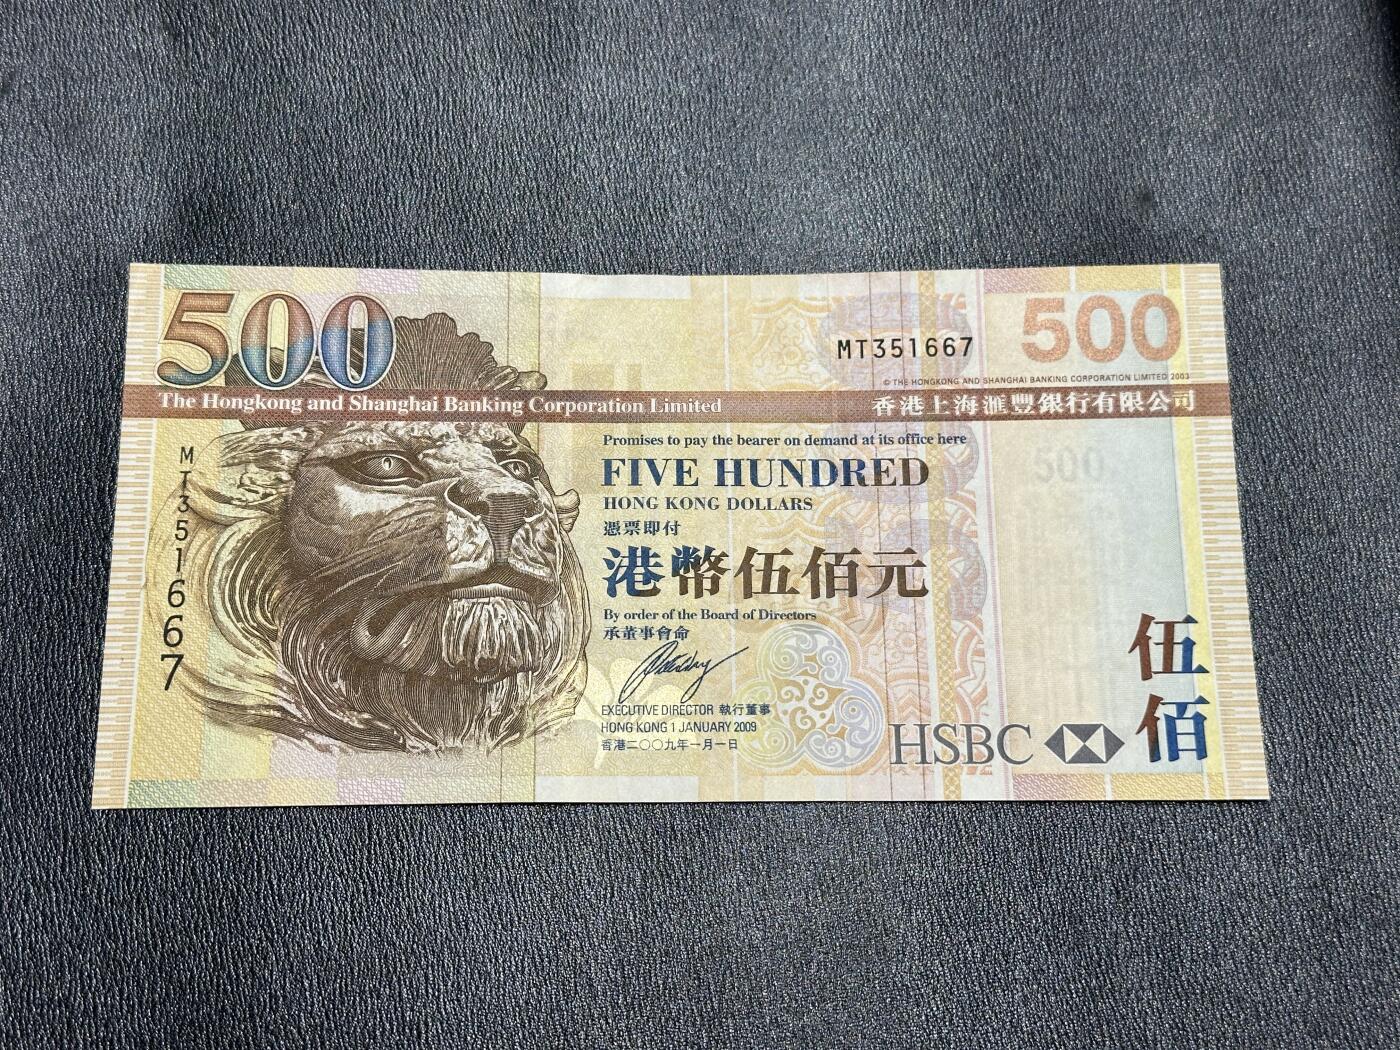 500
MT351667
500
© THE HONGKONG AND SHANGHAI BANKING CORPORATION LIMITED 2003
The Hongkong and Shanghai Banking Corporation Limited
香港上海滙豐銀行有限公司
MT351667
Promises to pay the bearer on demand at its office here
FIVE HUNDRED
HONG KONG DOLLARS
憑票即付
港幣伍佰元
By order of the Board of Directors
承董事會命
EXECUTIVE DIRECTOR 執行董事
HONG KONG 1 JANUARY 2009
香港二〇〇九年一月一日
500
伍佰
HSBC